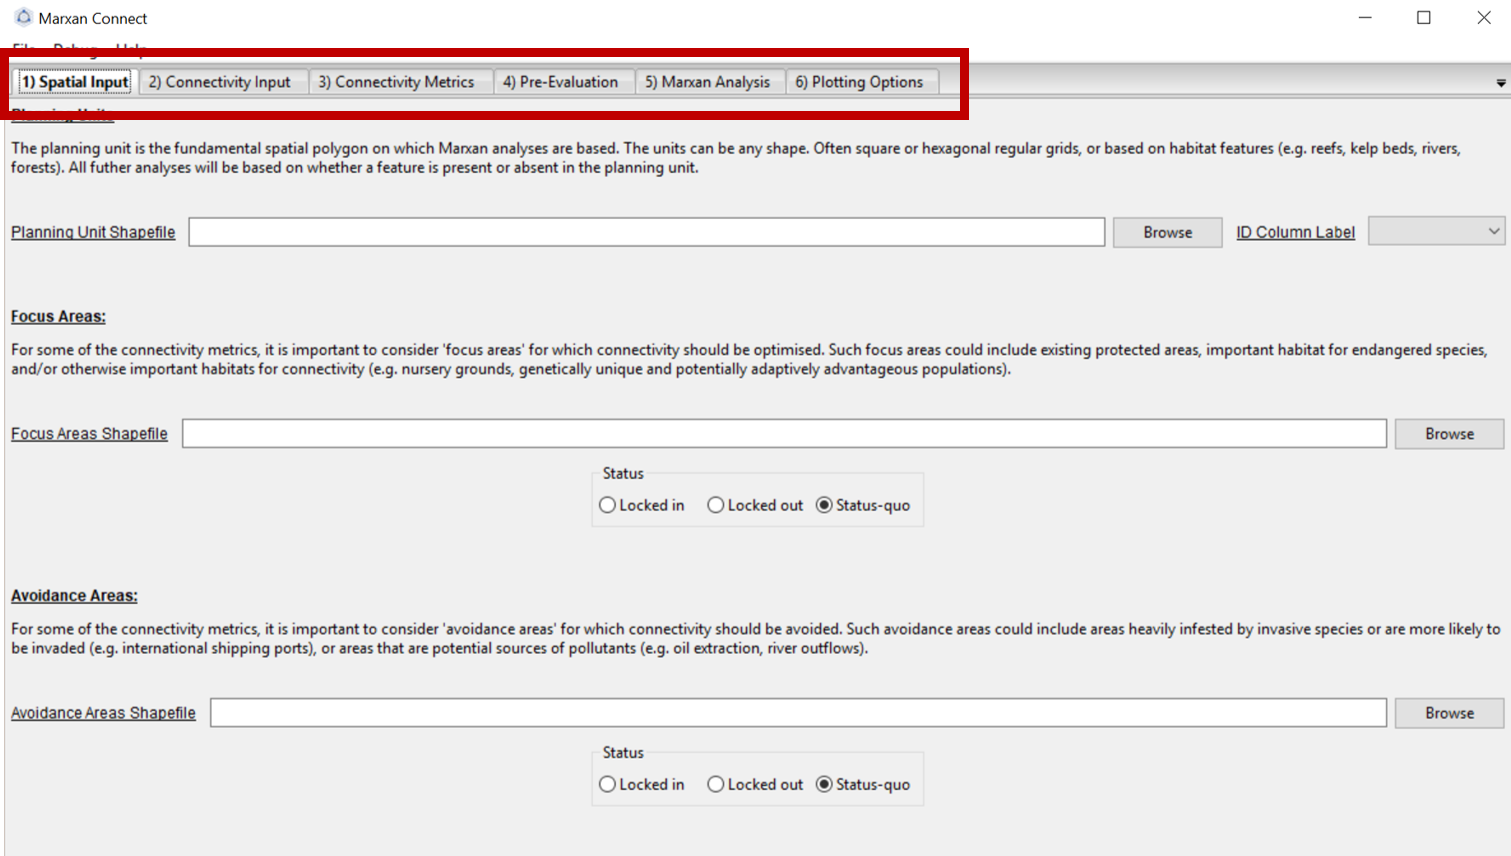 Marxan Connect
File Debug Help
1) Spatial Input 2) Connectivity Input 3) Connectivity Metrics 4) Pre-Evaluation 5) Marxan Analysis 6) Plotting Options
Planning Units
The planning unit is the fundamental spatial polygon on which Marxan analyses are based. The units can be any shape. Often square or hexagonal regular grids, or based on habitat features (e.g. reefs, kelp beds, rivers,
forests). All futher analyses will be based on whether a feature is present or absent in the planning unit.
Planning Unit Shapefile Browse ID Column Label
Focus Areas:
For some of the connectivity metrics, it is important to consider 'focus areas' for which connectivity should be optimised. Such focus areas could include existing protected areas, important habitat for endangered species,
and/or otherwise important habitats for connectivity (e.g. nursery grounds, genetically unique and potentially adaptively advantageous populations).
Focus Areas Shapefile Browse
Status
Locked in Locked out Status-quo
Avoidance Areas:
For some of the connectivity metrics, it is important to consider 'avoidance areas' for which connectivity should be avoided. Such avoidance areas could include areas heavily infested by invasive species or are more likely to
be invaded (e.g. international shipping ports), or areas that are potential sources of pollutants (e.g. oil extraction, river outflows).
Avoidance Areas Shapefile Browse
Status
Locked in Locked out Status-quo